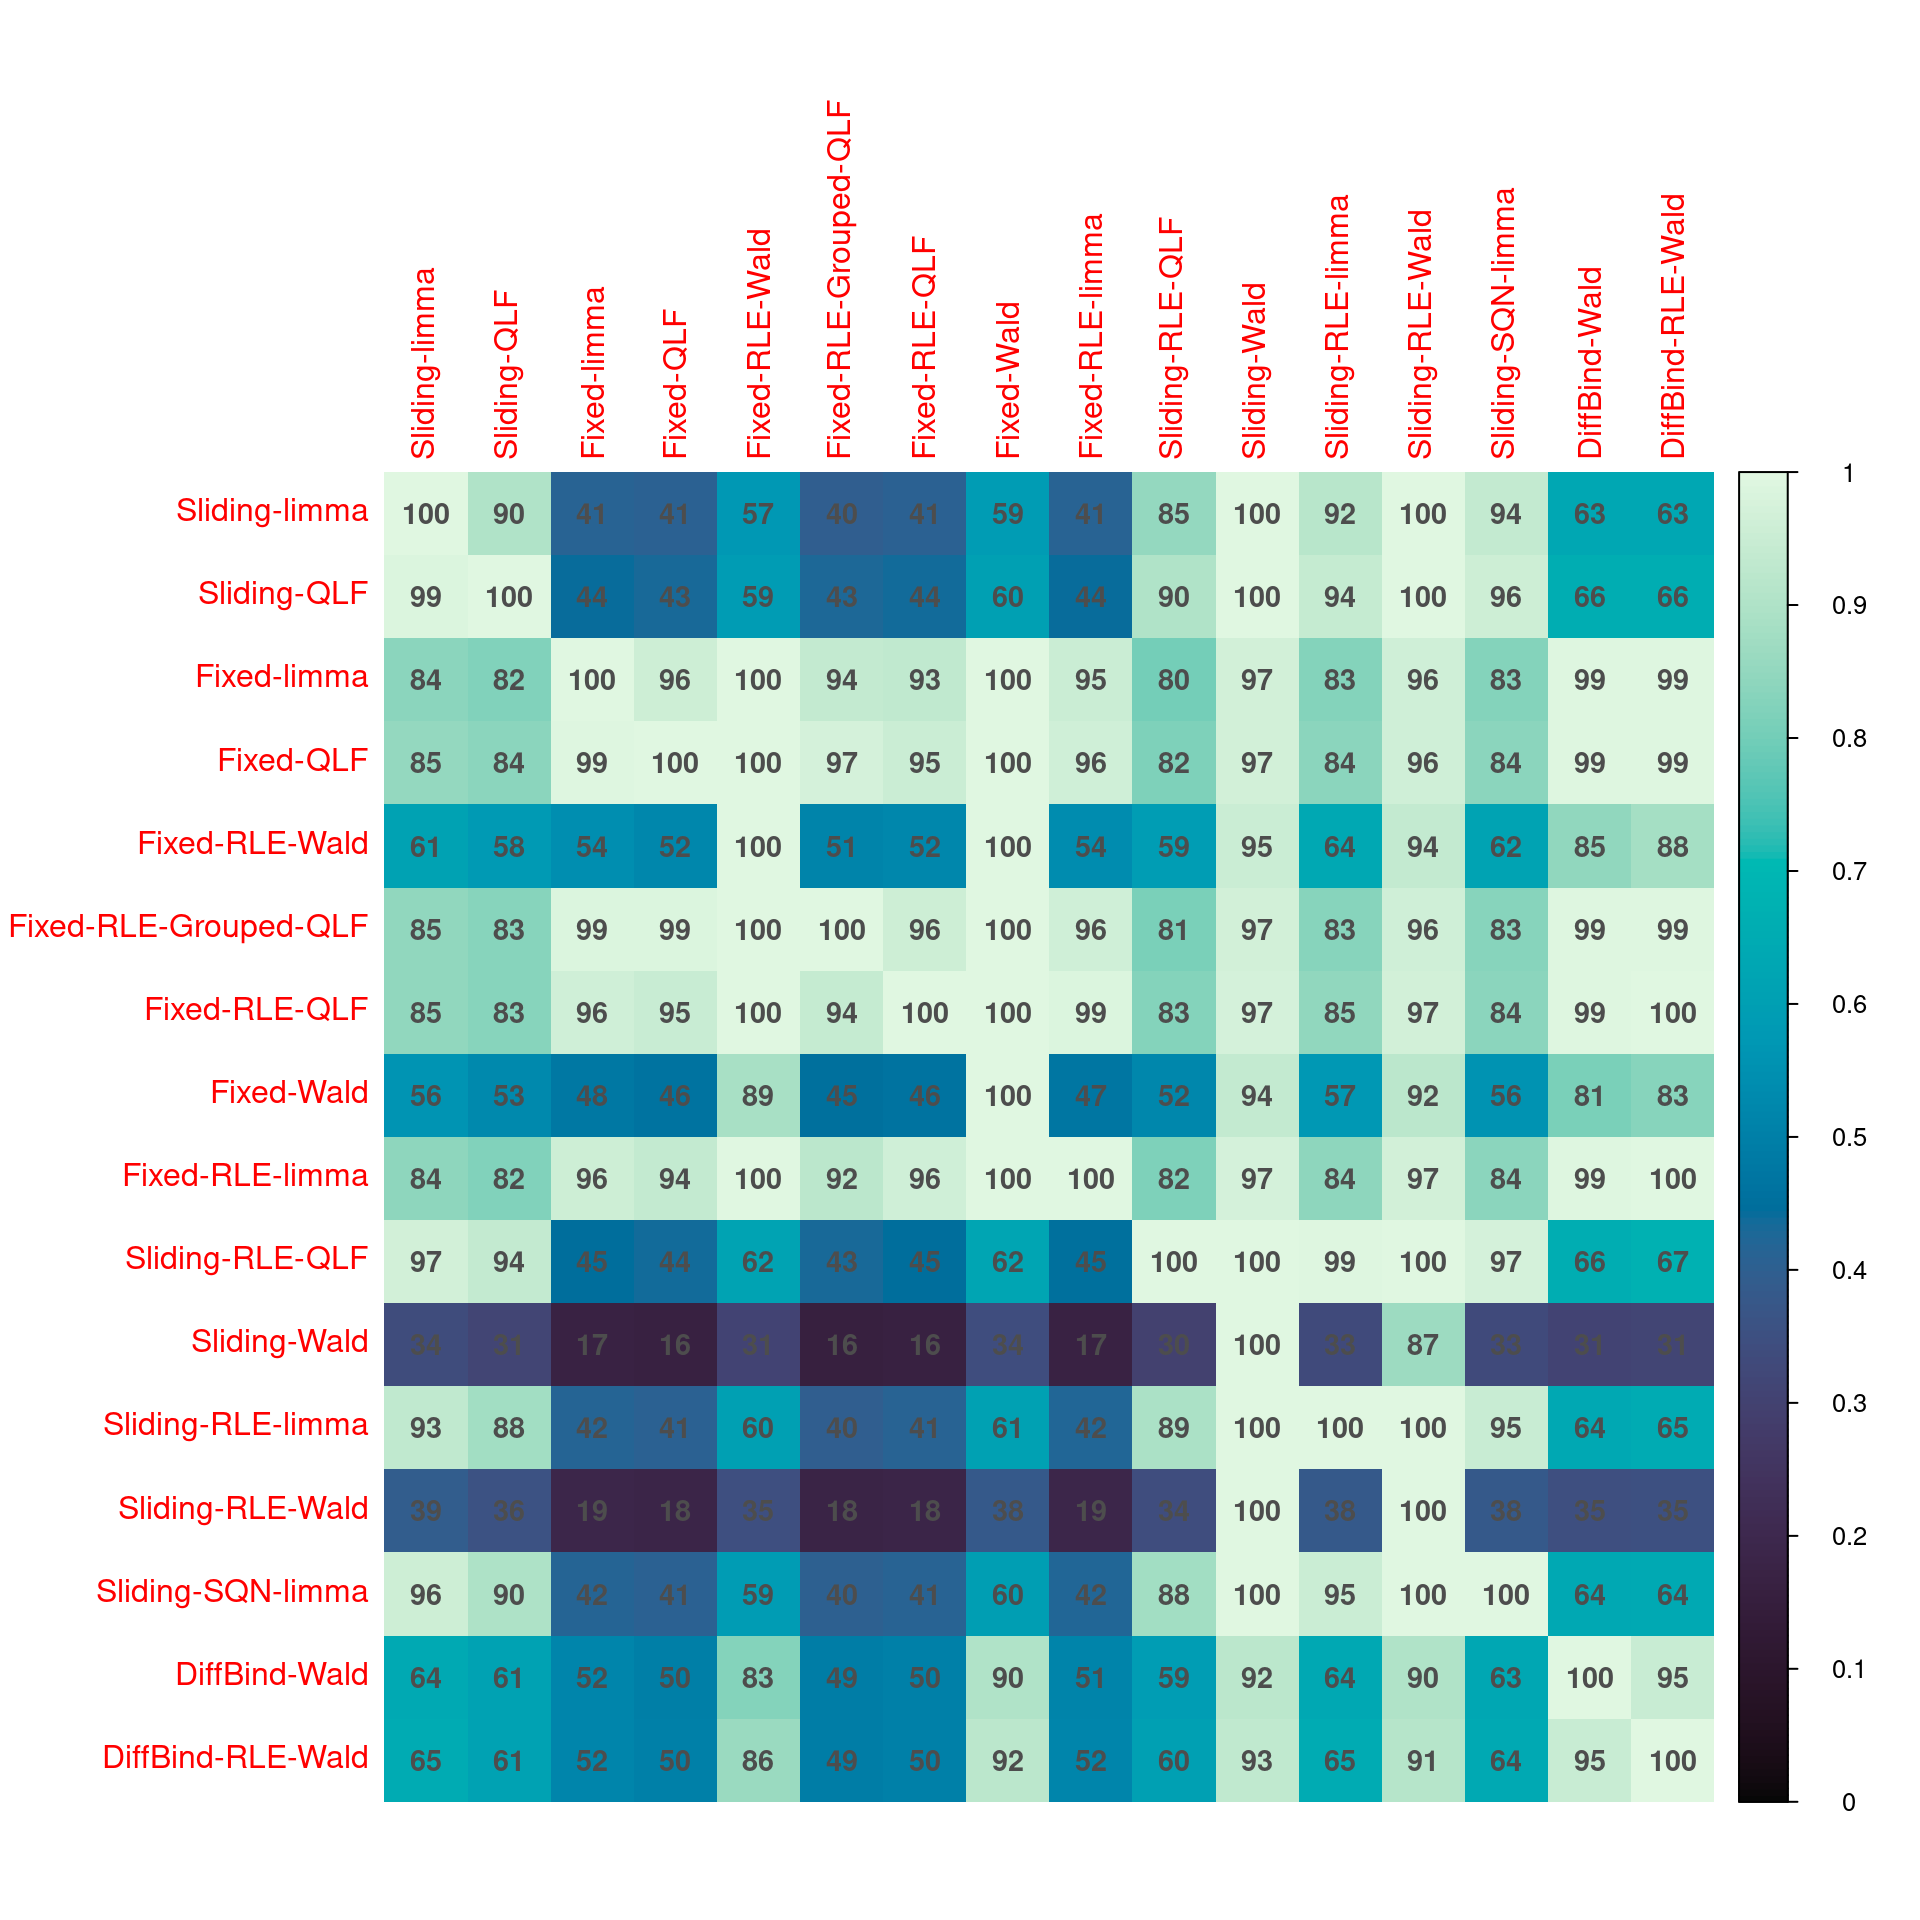 Sliding-limma
Sliding-QLF
Fixed-limma
Fixed-QLF
Fixed-RLE-Wald
Fixed-RLE-Grouped-QLF
Fixed-RLE-QLF
Fixed-Wald
Fixed-RLE-limma
Sliding-RLE-QLF
Sliding-Wald
Sliding-RLE-limma
Sliding-RLE-Wald
Sliding-SQN-limma
DiffBind-Wald
DiffBind-RLE-Wald
Sliding-limma 100 90 41 41 57 40 41 59 41 85 100 92 100 94 63 63
Sliding-QLF 99 100 44 43 59 43 44 60 44 90 100 94 100 96 66 66
Fixed-limma 84 82 100 96 100 94 93 100 95 80 97 83 96 83 99 99
Fixed-QLF 85 84 99 100 100 97 95 100 96 82 97 84 96 84 99 99
Fixed-RLE-Wald 61 58 54 52 100 51 52 100 54 59 95 64 94 62 85 88
Fixed-RLE-Grouped-QLF 85 83 99 99 100 100 96 100 96 81 97 83 96 83 99 99
Fixed-RLE-QLF 85 83 96 95 100 94 100 100 99 83 97 85 97 84 99 100
Fixed-Wald 56 53 48 46 89 45 46 100 47 52 94 57 92 56 81 83
Fixed-RLE-limma 84 82 96 94 100 92 96 100 100 82 97 84 97 84 99 100
Sliding-RLE-QLF 97 94 45 44 62 43 45 62 45 100 100 99 100 97 66 67
Sliding-Wald 34 31 17 16 31 16 16 34 17 30 100 33 87 33 31 31
Sliding-RLE-limma 93 88 42 41 60 40 41 61 42 89 100 100 100 95 64 65
Sliding-RLE-Wald 39 36 19 18 35 18 18 38 19 34 100 38 100 38 35 35
Sliding-SQN-limma 96 90 42 41 59 40 41 60 42 88 100 95 100 100 64 64
DiffBind-Wald 64 61 52 50 83 49 50 90 51 59 92 64 90 63 100 95
DiffBind-RLE-Wald 65 61 52 50 86 49 50 92 52 60 93 65 91 64 95 100
1
0.9
0.8
0.7
0.6
0.5
0.4
0.3
0.2
0.1
0